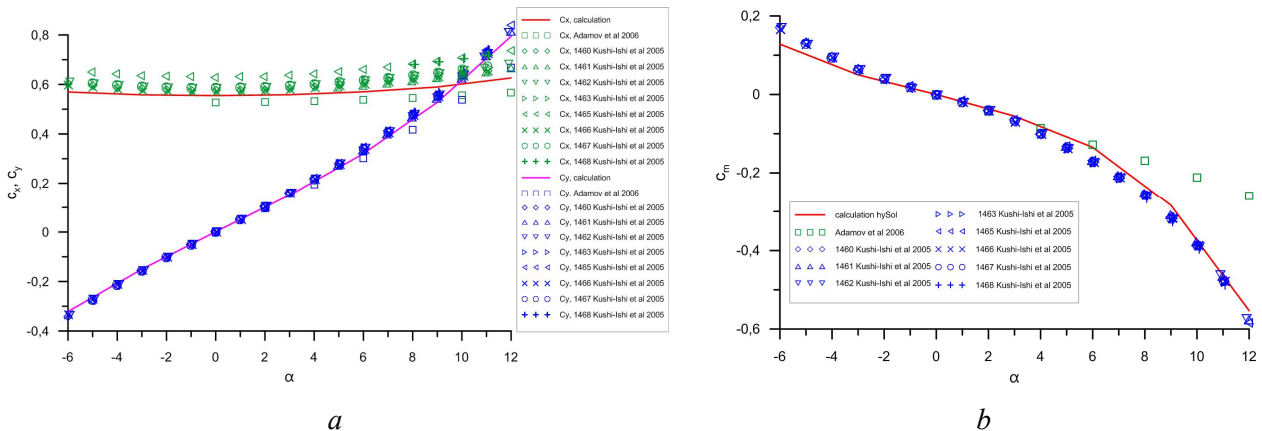 0,8
0,6
0,4
0,2
0
-0,2
-0,4
c_x, c_y
-6 -4 -2 0 2 4 6 8 10 12
α
Cx, calculation
Cx, Adamov 2006
Cx, 1460 Kushi-Ishi et al 2005
Cx, 1461 Kushi-Ishi et al 2005
Cx, 1462 Kushi-Ishi et al 2005
Cx, 1463 Kushi-Ishi et al 2005
Cx, 1465 Kushi-Ishi et al 2005
Cx, 1466 Kushi-Ishi et al 2005
Cx, 1467 Kushi-Ishi et al 2005
Cx, 1468 Kushi-Ishi et al 2005
Cy, calculation
Cy, Adamov 2006
Cy, 1460 Kushi-Ishi et al 2005
Cy, 1461 Kushi-Ishi et al 2005
Cy, 1462 Kushi-Ishi et al 2005
Cy, 1463 Kushi-Ishi et al 2005
Cy, 1465 Kushi-Ishi et al 2005
Cy, 1466 Kushi-Ishi et al 2005
Cy, 1467 Kushi-Ishi et al 2005
Cy, 1468 Kushi-Ishi et al 2005
a
0,2
0
-0,2
-0,4
-0,6
c_m
-6 -4 -2 0 2 4 6 8 10 12
α
calculation hySol
Adamov et al 2006
1460 Kushi-Ishi et al 2005
1461 Kushi-Ishi et al 2005
1462 Kushi-Ishi et al 2005
1463 Kushi-Ishi et al 2005
1465 Kushi-Ishi et al 2005
1466 Kushi-Ishi et al 2005
1467 Kushi-Ishi et al 2005
1468 Kushi-Ishi et al 2005
b